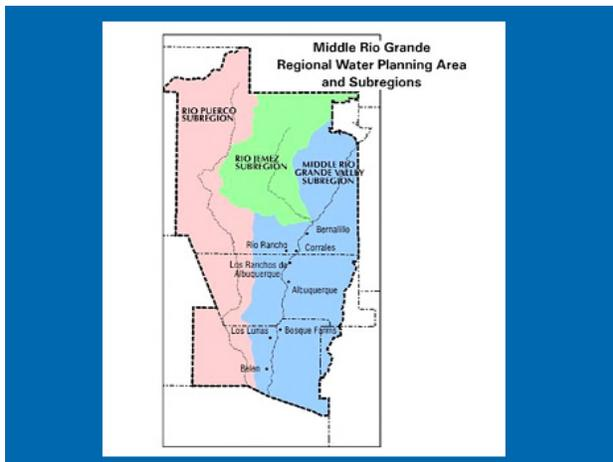 Middle Rio Grande
Regional Water Planning Area
and Subregions
RIO PUERCO
SUBREGION
RIO JEMEZ
SUBREGION
MIDDLE RIO
GRANDE VALLEY
SUBREGION
Bernalillo
Rio Rancho
Corrales
Los Ranchos de
Albuquerque
Albuquerque
Los Lunas
Bosque Farms
Belen